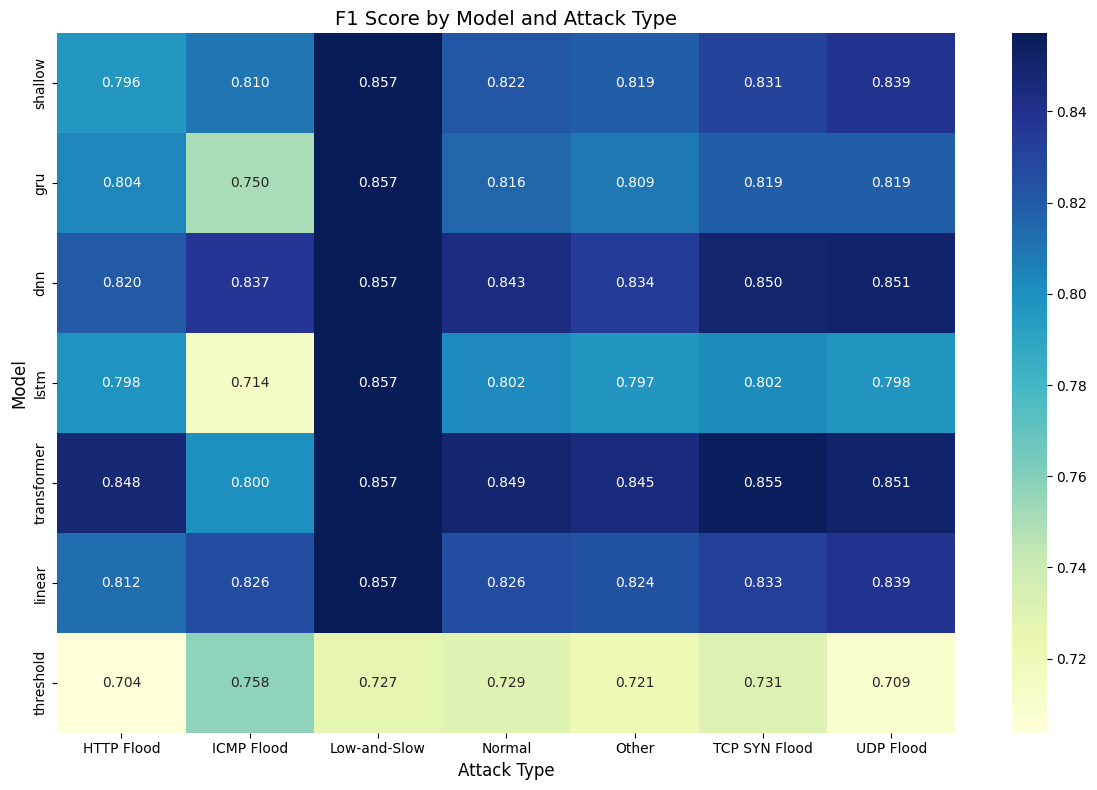 F1 Score by Model and Attack Type
shallow 0.796 0.810 0.857 0.822 0.819 0.831 0.839
gru 0.804 0.750 0.857 0.816 0.809 0.819 0.819
dnn 0.820 0.837 0.857 0.843 0.834 0.850 0.851
lstm 0.798 0.714 0.857 0.802 0.797 0.802 0.798
transformer 0.848 0.800 0.857 0.849 0.845 0.855 0.851
linear 0.812 0.826 0.857 0.826 0.824 0.833 0.839
threshold 0.704 0.758 0.727 0.729 0.721 0.731 0.709
Model
HTTP Flood ICMP Flood Low-and-Slow Normal Other TCP SYN Flood UDP Flood
Attack Type
0.84
0.82
0.80
0.78
0.76
0.74
0.72